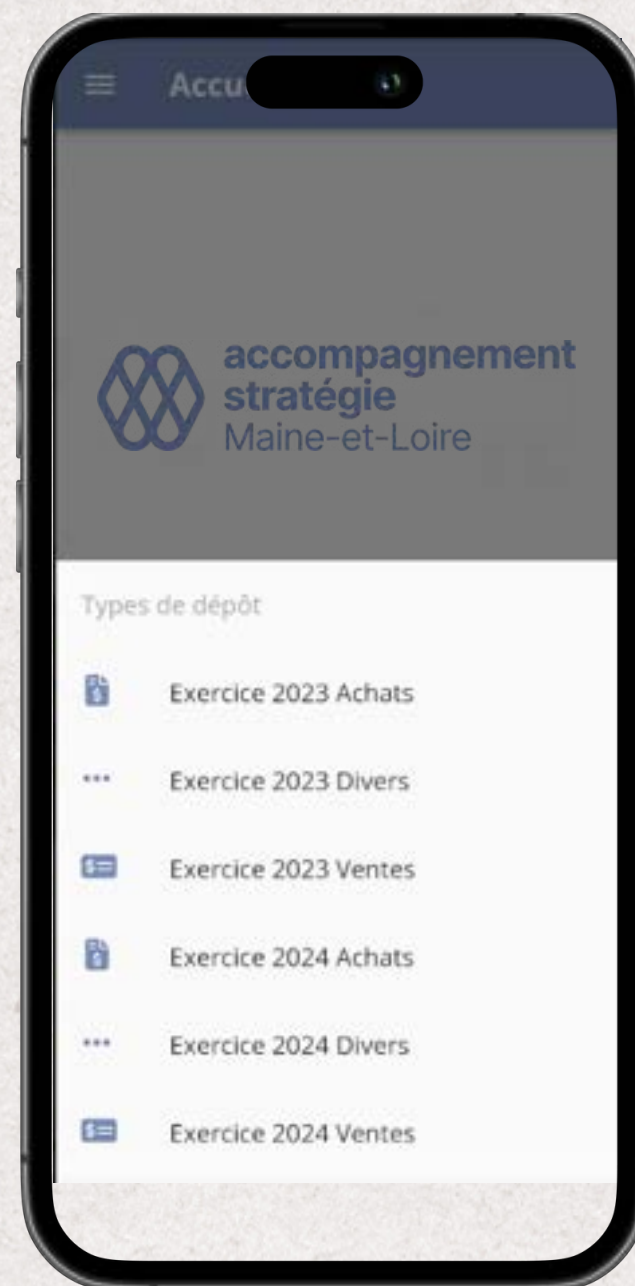 Accu
accompagnement
stratégie
Maine-et-Loire
Types de dépôt
Exercice 2023 Achats
Exercice 2023 Divers
Exercice 2023 Ventes
Exercice 2024 Achats
Exercice 2024 Divers
Exercice 2024 Ventes